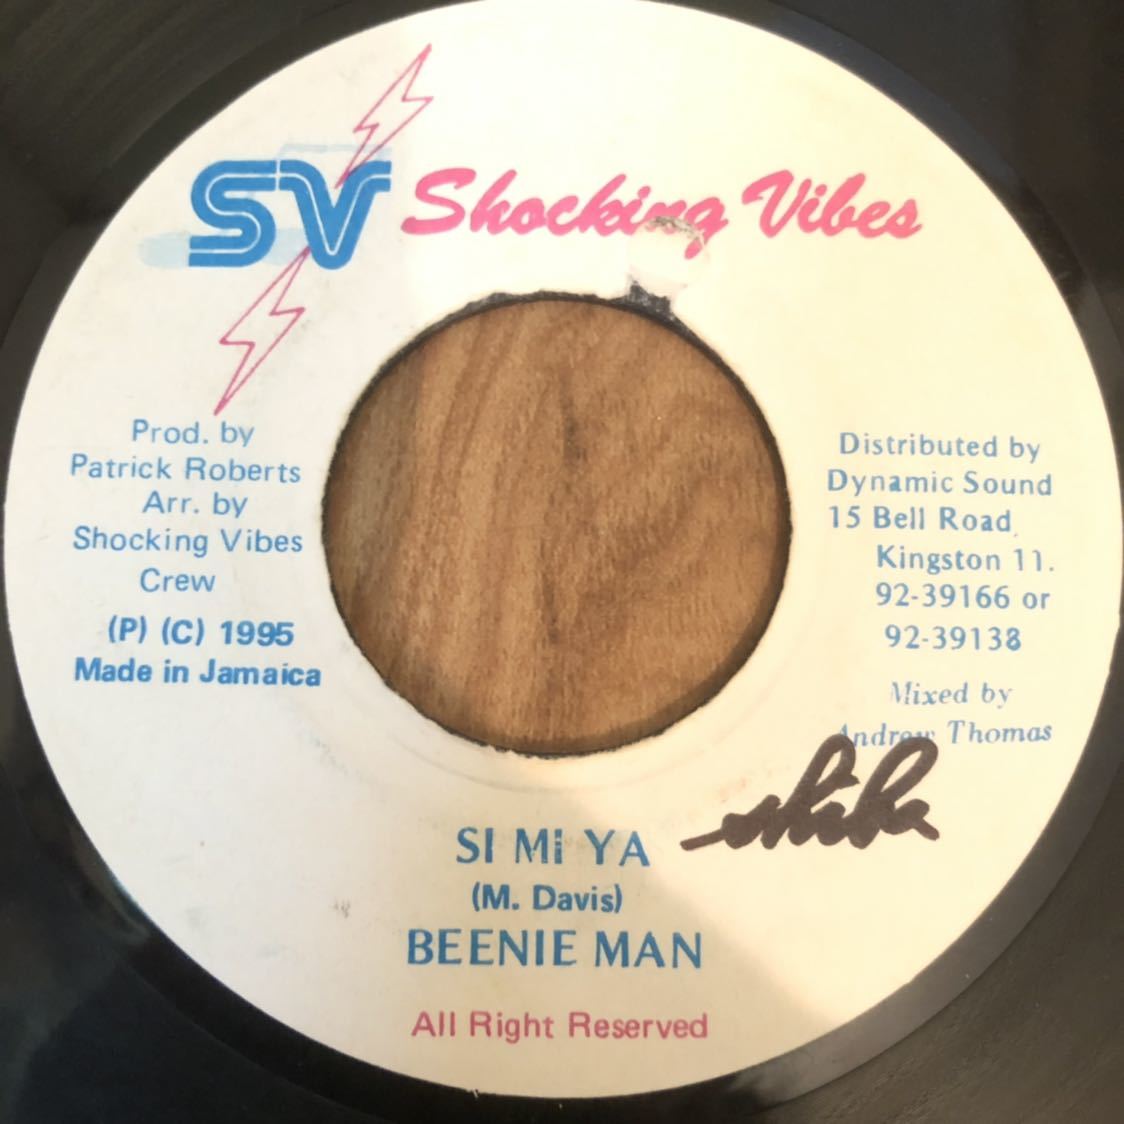 SV Shocking Vibes
Prod. by
Patrick Roberts
Arr. by
Shocking Vibes
Crew
(P) (C) 1995
Made in Jamaica
Distributed by
Dynamic Sound
15 Bell Road
Kingston 11.
92-39166 or
92-39138
Mixed by
Andrew Thomas
SI Mi YA
(M. Davis)
BEENIE MAN
All Right Reserved